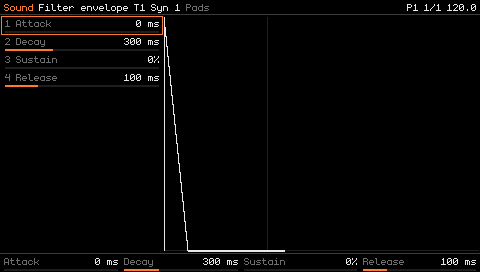 Sound Filter envelope T1 Syn 1 Pads P1 1/1 120.0
1 Attack 0 ms
2 Decay 300 ms
3 Sustain 0%
4 Release 100 ms
Attack 0 ms Decay 300 ms Sustain 0% Release 100 ms